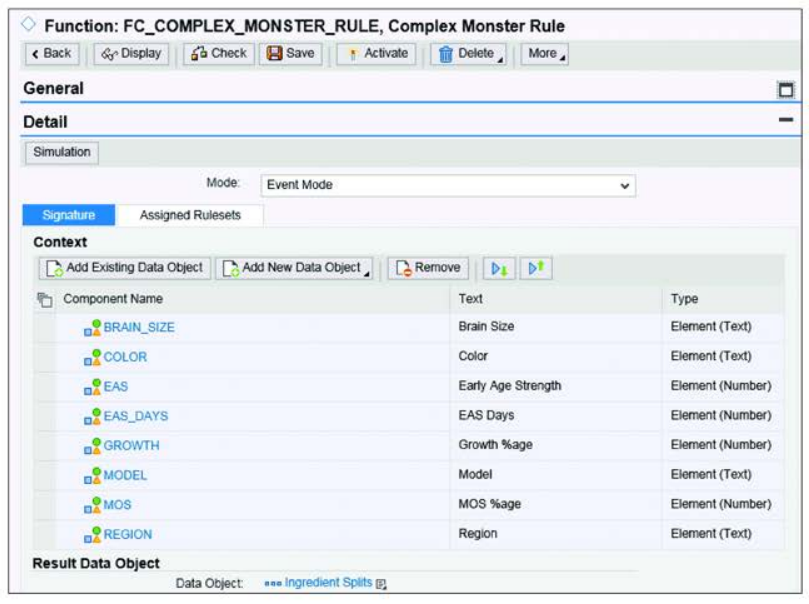 Function: FC_COMPLEX_MONSTER_RULE, Complex Monster Rule
Back Display Check Save Activate Delete More
General
Detail
Simulation
Mode: Event Mode
Signature Assigned Rulesets
Context
Add Existing Data Object Add New Data Object Remove
Component Name Text Type
BRAIN_SIZE Brain Size Element (Text)
COLOR Color Element (Text)
EAS Early Age Strength Element (Number)
EAS_DAYS EAS Days Element (Number)
GROWTH Growth %age Element (Number)
MODEL Model Element (Text)
MOS MOS %age Element (Number)
REGION Region Element (Text)
Result Data Object
Data Object: Ingredient Splits